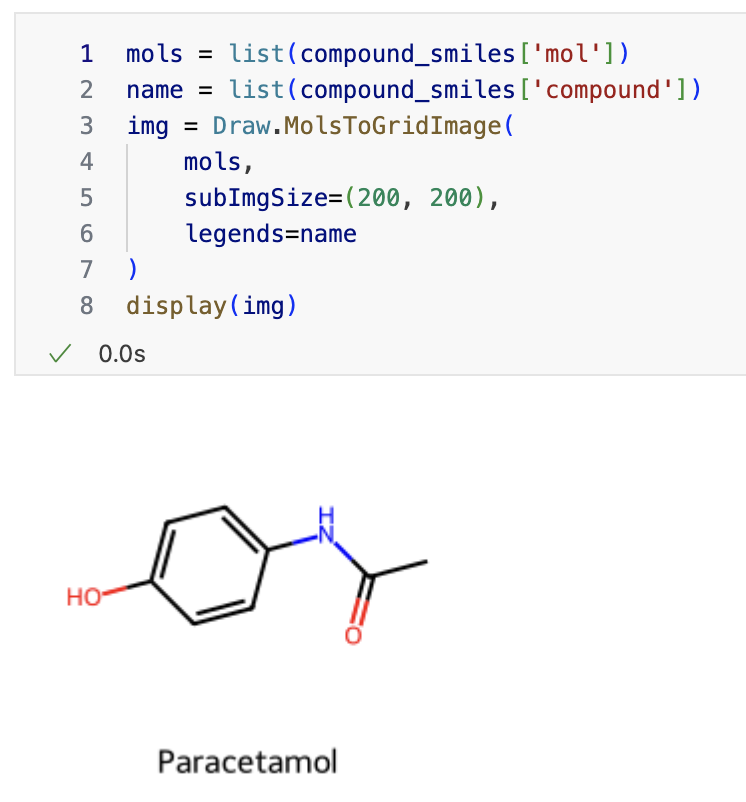 1 mols = list(compound_smiles['mol'])
2 name = list(compound_smiles['compound'])
3 img = Draw.MolsToGridImage(
4     mols,
5     subImgSize=(200, 200),
6     legends=name
7 )
8 display(img)
✓ 0.0s
H
N
HO
O
Paracetamol